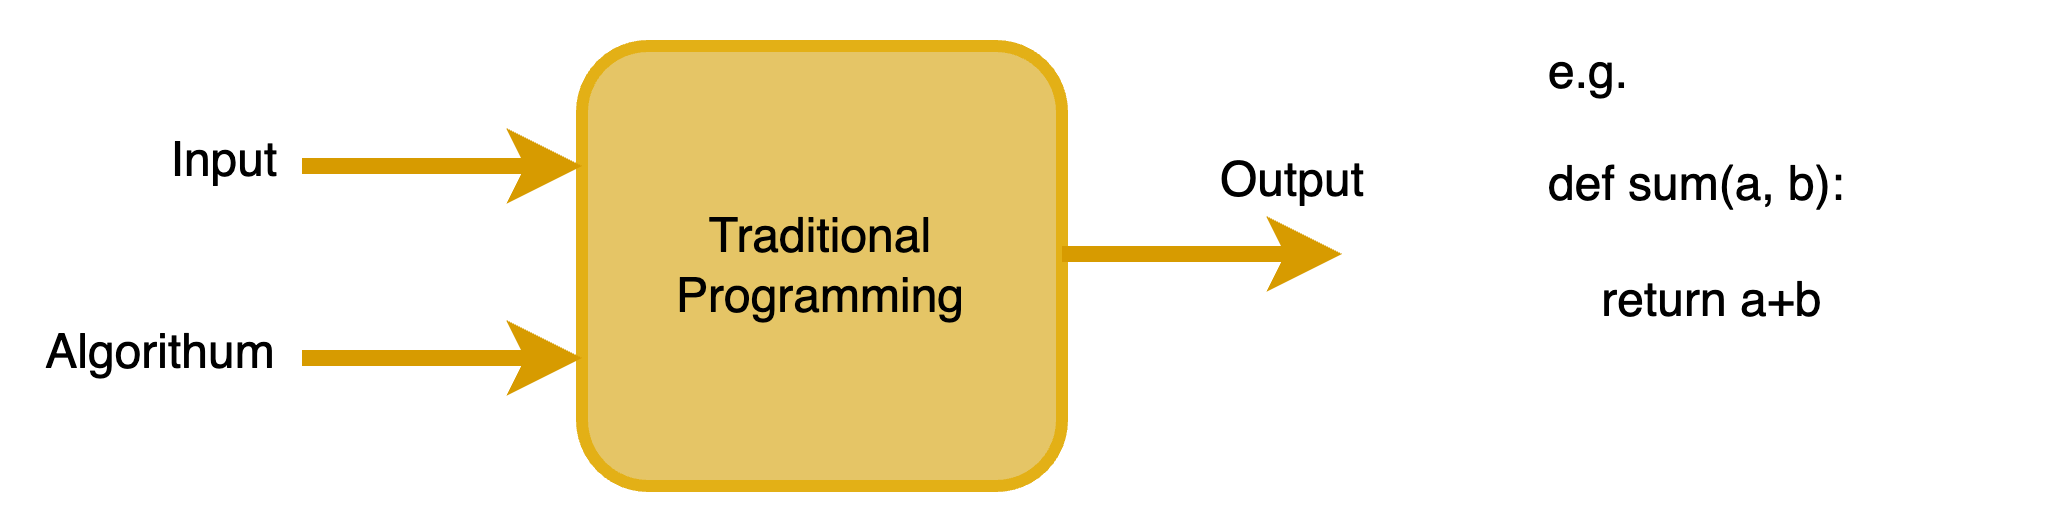 Input
Algorithum
Traditional
Programming
Output
e.g.
def sum(a, b):
return a+b